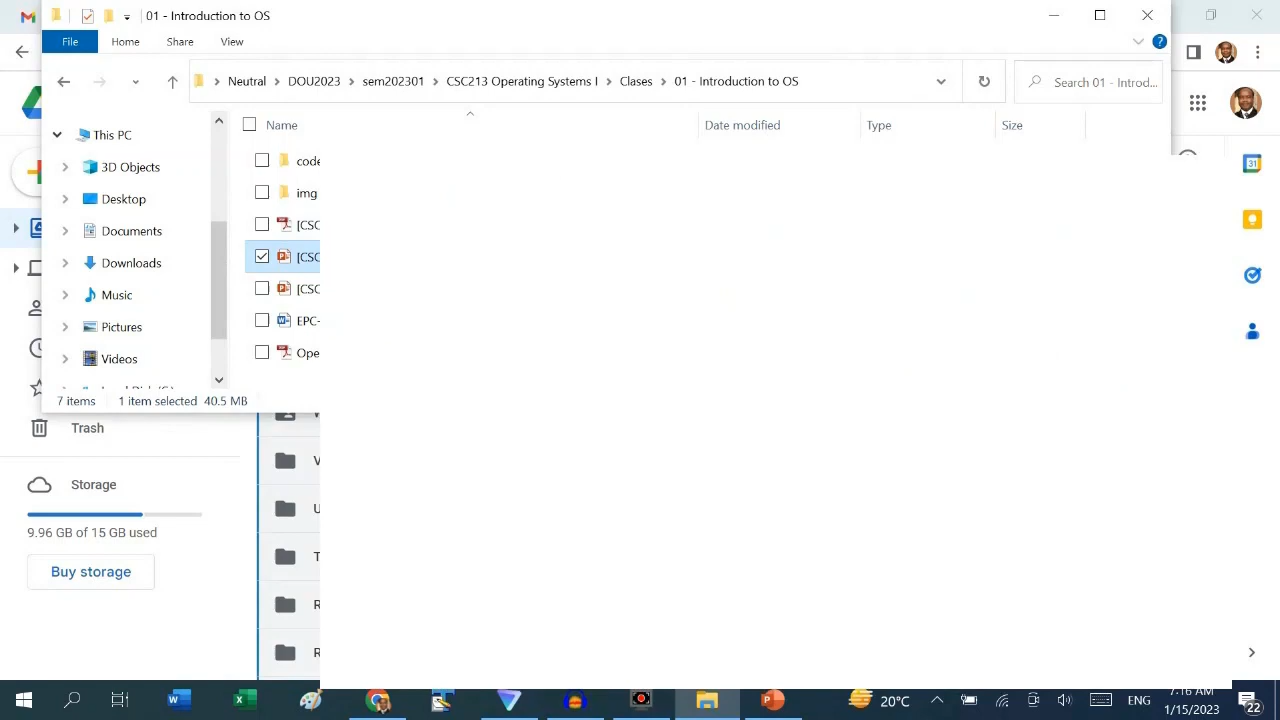 01 - Introduction to OS
File Home Share View
Neutral DOU2023 sem202301 CSC213 Operating Systems I Clases 01 - Introduction to OS
Search 01 - Introd...
Name Date modified Type Size
This PC
3D Objects
Desktop
Documents
Downloads
Music
Pictures
Videos
code
img
[CSC
[CSC
[CSC
EPC-
Ope
7 items 1 item selected 40.5 MB
Trash
Storage
9.96 GB of 15 GB used
Buy storage
V
U
T
R
R
31
20°C ENG
7:16 AM
1/15/2023
22